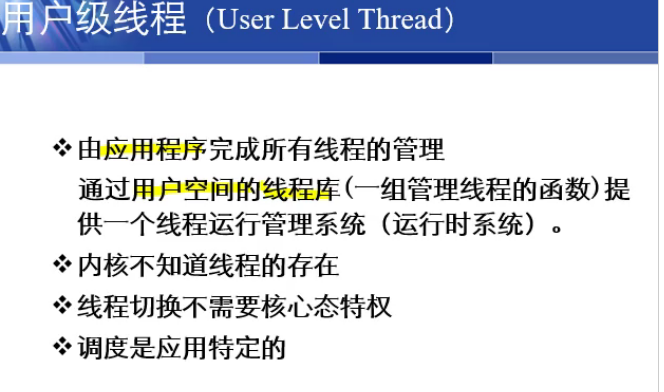 用户级线程（User Level Thread）
❖由应用程序完成所有线程的管理
通过用户空间的线程库(一组管理线程的函数)提
供一个线程运行管理系统（运行时系统）。
❖内核不知道线程的存在
❖线程切换不需要核心态特权
❖调度是应用特定的